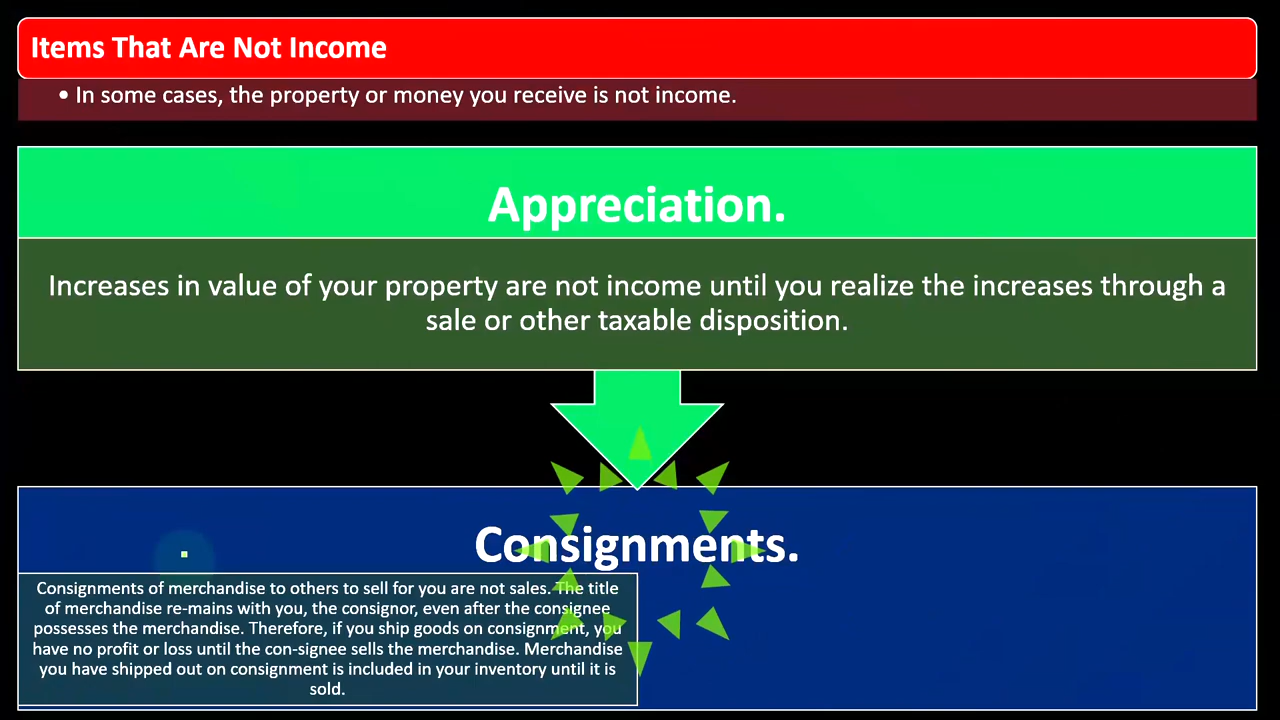 Items That Are Not Income
• In some cases, the property or money you receive is not income.
Appreciation.
Increases in value of your property are not income until you realize the increases through a
sale or other taxable disposition.
Consignments.
Consignments of merchandise to others to sell for you are not sales. The title
of merchandise re-mains with you, the consignor, even after the consignee
possesses the merchandise. Therefore, if you ship goods on consignment, you
have no profit or loss until the con-signee sells the merchandise. Merchandise
you have shipped out on consignment is included in your inventory until it is
sold.